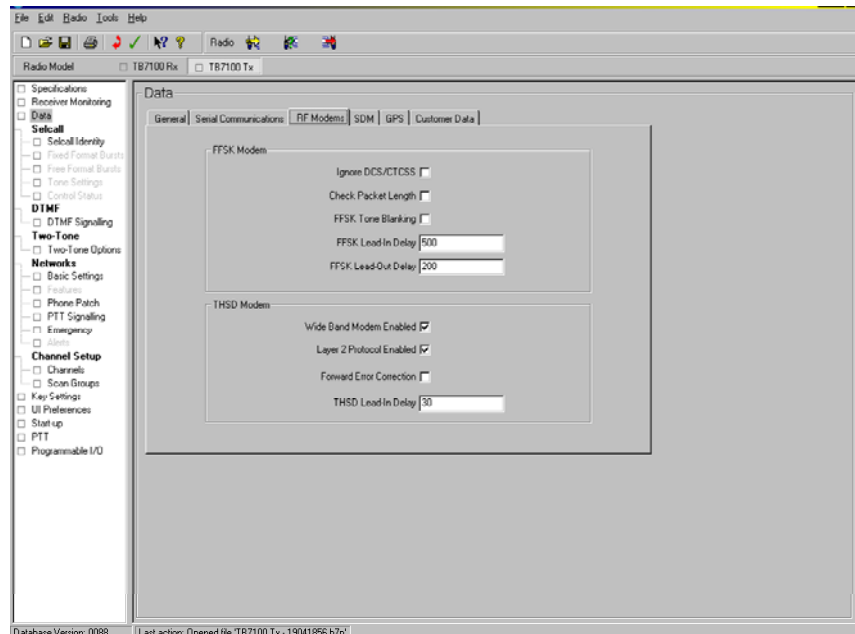 File Edit Radio Tools Help
Radio
Radio Model TB7100 Rx TB7100 Tx
Specifications
Receiver Monitoring
Data
Selcall
Selcall Identity
Fixed Format Bursts
Free Format Bursts
Tone Settings
Control Status
DTMF
DTMF Signalling
Two-Tone
Two-Tone Options
Networks
Basic Settings
Features
Phone Patch
PTT Signaling
Emergency
Alerts
Channel Setup
Channels
Scan Groups
Key Settings
UI Preferences
Start-up
PTT
Programmable I/O
Data
General Serial Communications RF Modems SDM GPS Customer Data
FFSK Modem
Ignore DCS/CTCSS
Check Packet Length
FFSK Tone Blanking
FFSK Lead-In Delay 500
FFSK Lead-Out Delay 200
THSD Modem
Wide Band Modem Enabled
Layer 2 Protocol Enabled
Forward Error Correction
THSD Lead-In Delay 30
Database Version: 0088 Last action: Opened file 'TB7100 Tx - 19041856.b7p'